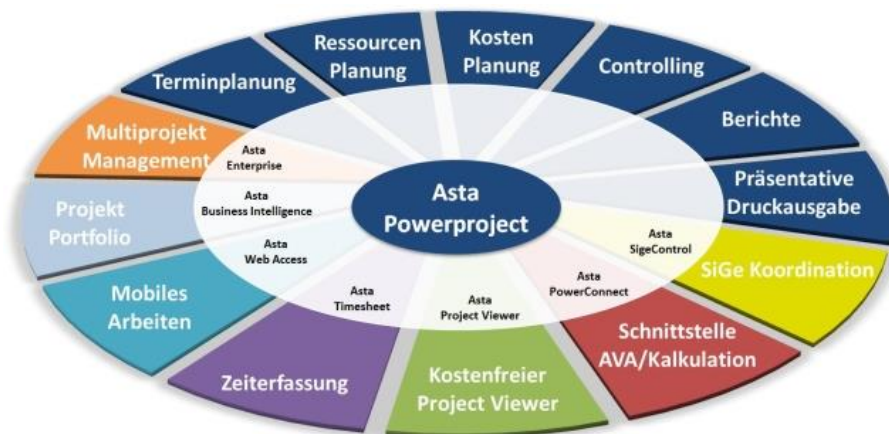 Ressourcen
Planung
Kosten
Planung
Terminplanung
Controlling
Berichte
Multiprojekt
Management
Asta
Enterprise
Präsentative
Druckausgabe
Projekt
Portfolio
Asta
Business Intelligence
Asta
Powerproject
Asta
Web Access
Asta
SigeControl
SiGe Koordination
Mobiles
Arbeiten
Asta
Timesheet
Asta
Project Viewer
Asta
PowerConnect
Schnittstelle
AVA/Kalkulation
Zeiterfassung
Kostenfreier
Project Viewer